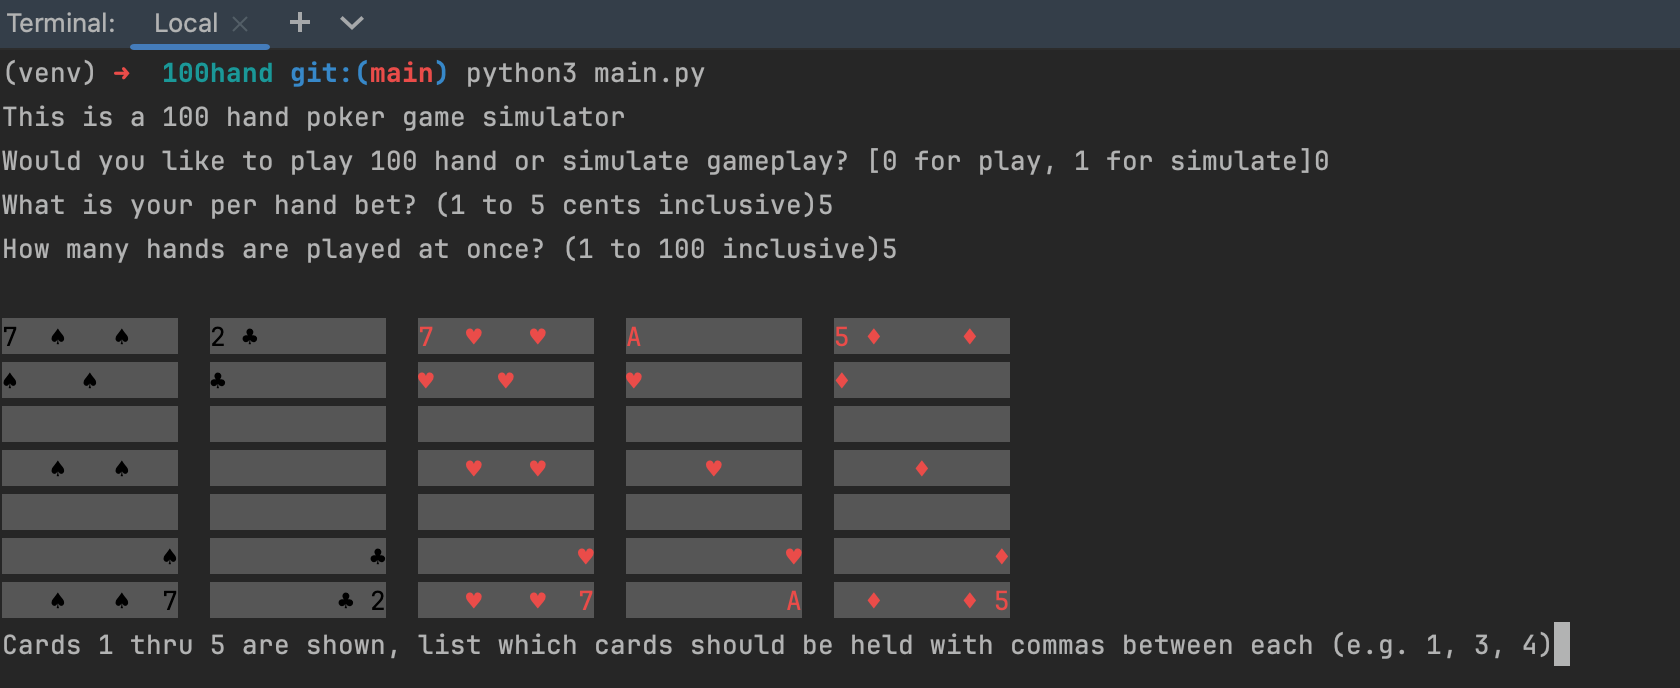 Terminal: Local × + ⌄
(venv) ➜ 100hand git:(main) python3 main.py
This is a 100 hand poker game simulator
Would you like to play 100 hand or simulate gameplay? [0 for play, 1 for simulate]0
What is your per hand bet? (1 to 5 cents inclusive)5
How many hands are played at once? (1 to 100 inclusive)5
7 ♠ ♠ 2 ♣ 7 ♥ ♥ A 5 ♦ ♦
♠ ♠ ♣ ♥ ♥ ♥ ♦
♠ ♠ ♥ ♥ ♥ ♦
♠ ♣ ♥ ♥ ♦
♠ ♠ 7 ♣ 2 ♥ ♥ 7 A ♦ ♦ 5
Cards 1 thru 5 are shown, list which cards should be held with commas between each (e.g. 1, 3, 4)